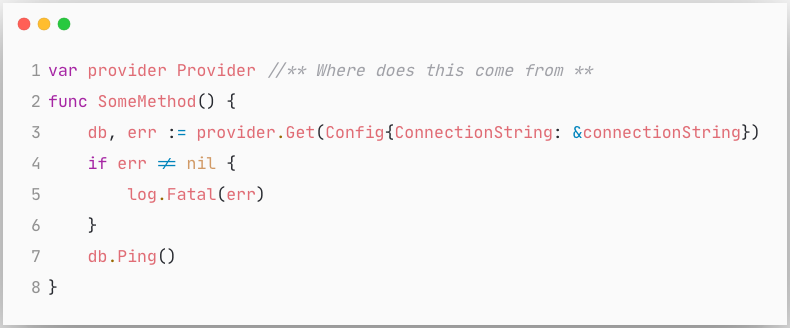 1 var provider Provider //** Where does this come from **
2 func SomeMethod() {
3     db, err := provider.Get(Config{ConnectionString: &connectionString})
4     if err != nil {
5         log.Fatal(err)
6     }
7     db.Ping()
8 }